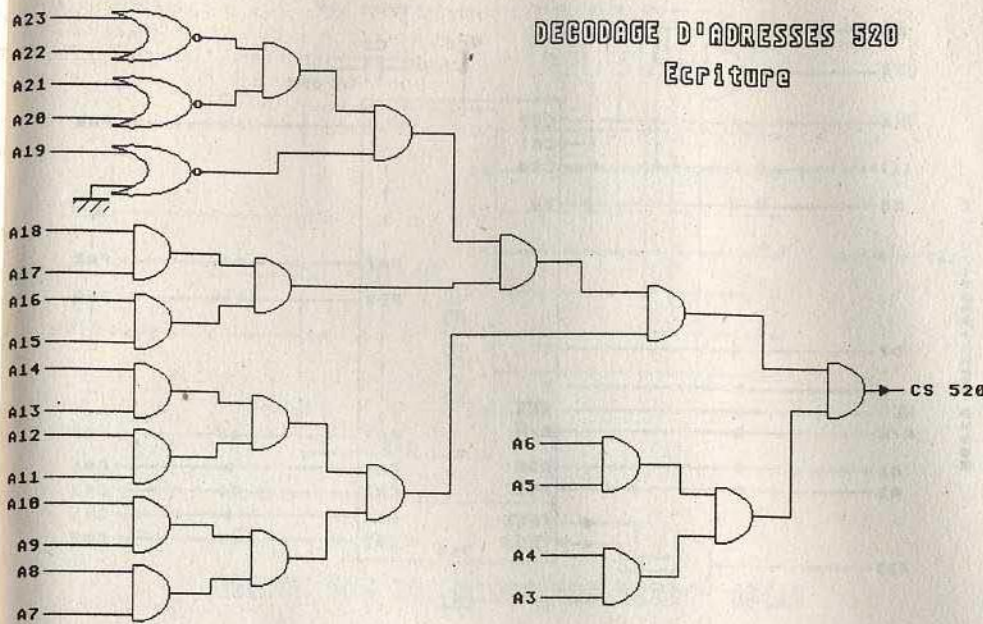 DECODAGE D'ADRESSES 520
Ecriture
A23
A22
A21
A20
A19
A18
A17
A16
A15
A14
A13
A12
A11
A10
A9
A8
A7
A6
A5
A4
A3
CS 520